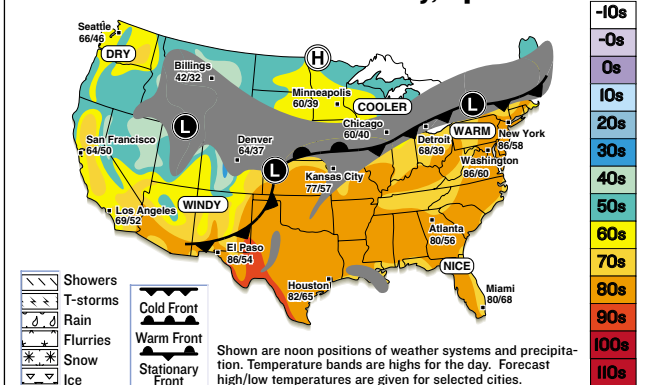 Seattle
66/46
DRY
Billings
42/32
H
Minneapolis
60/39
COOLER
L
L
San Francisco
64/50
Denver
64/37
Chicago
60/40
Detroit
68/39
WARM
New York
86/58
Washington
86/60
L
Kansas City
77/57
Los Angeles
69/52
WINDY
El Paso
86/54
Atlanta
80/56
NICE
Houston
82/65
Miami
80/68
-10s
-0s
0s
10s
20s
30s
40s
50s
60s
70s
80s
90s
100s
110s
Showers
T-storms
Rain
Flurries
Snow
Ice
Cold Front
Warm Front
Stationary
Front
Shown are noon positions of weather systems and precipita-
tion. Temperature bands are highs for the day. Forecast
high/low temperatures are given for selected cities.